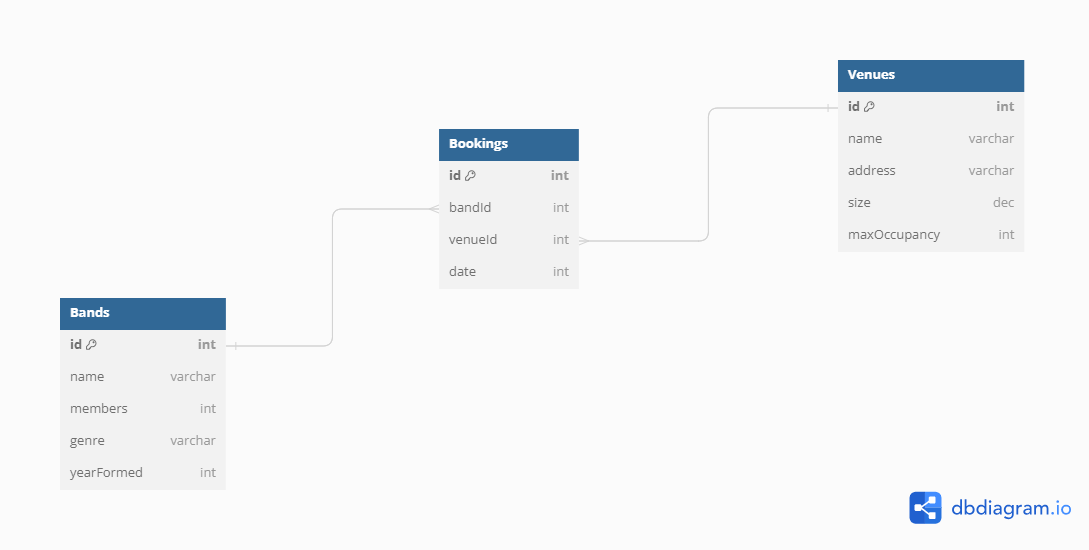 Venues
id int
name varchar
address varchar
size dec
maxOccupancy int
Bookings
id int
bandId int
venueId int
date int
Bands
id int
name varchar
members int
genre varchar
yearFormed int
dbdiagram.io